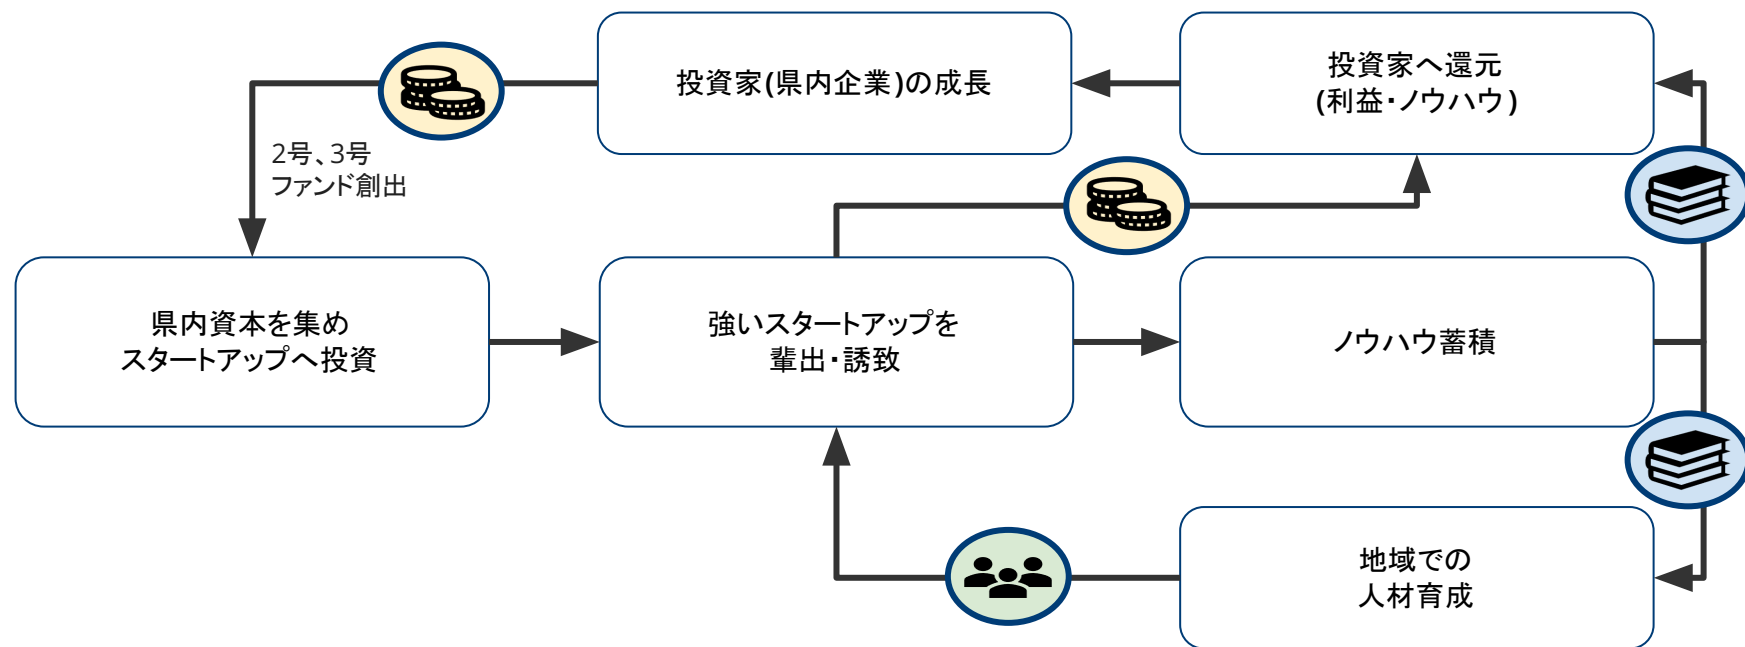 投資家(県内企業)の成長
投資家へ還元
(利益・ノウハウ)
2号、3号
ファンド創出
県内資本を集め
スタートアップへ投資
強いスタートアップを
輩出・誘致
ノウハウ蓄積
地域での
人材育成